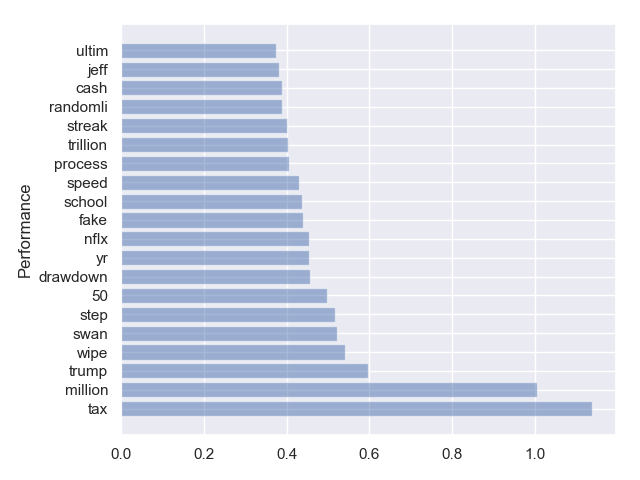 ultim
jeff
cash
randomli
streak
trillion
process
speed
school
fake
nflx
yr
drawdown
50
step
swan
wipe
trump
million
tax
Performance
0.0 0.2 0.4 0.6 0.8 1.0